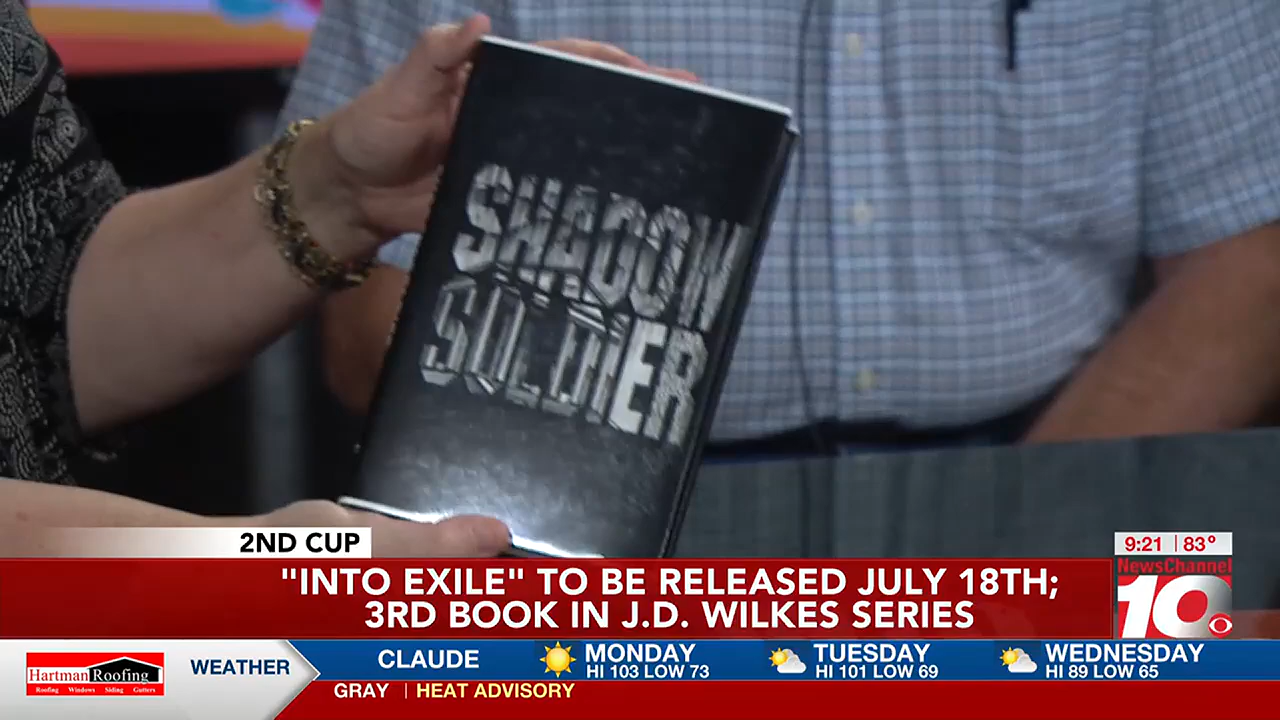 SHADOW
SOLDIER
2ND CUP
"INTO EXILE" TO BE RELEASED JULY 18TH;
3RD BOOK IN J.D. WILKES SERIES
9:21 | 83°
NewsChannel
10
HartmanRoofing
Roofing Windows Siding Gutters
WEATHER
CLAUDE
MONDAY
HI 103 LOW 73
TUESDAY
HI 101 LOW 69
WEDNESDAY
HI 89 LOW 65
GRAY | HEAT ADVISORY